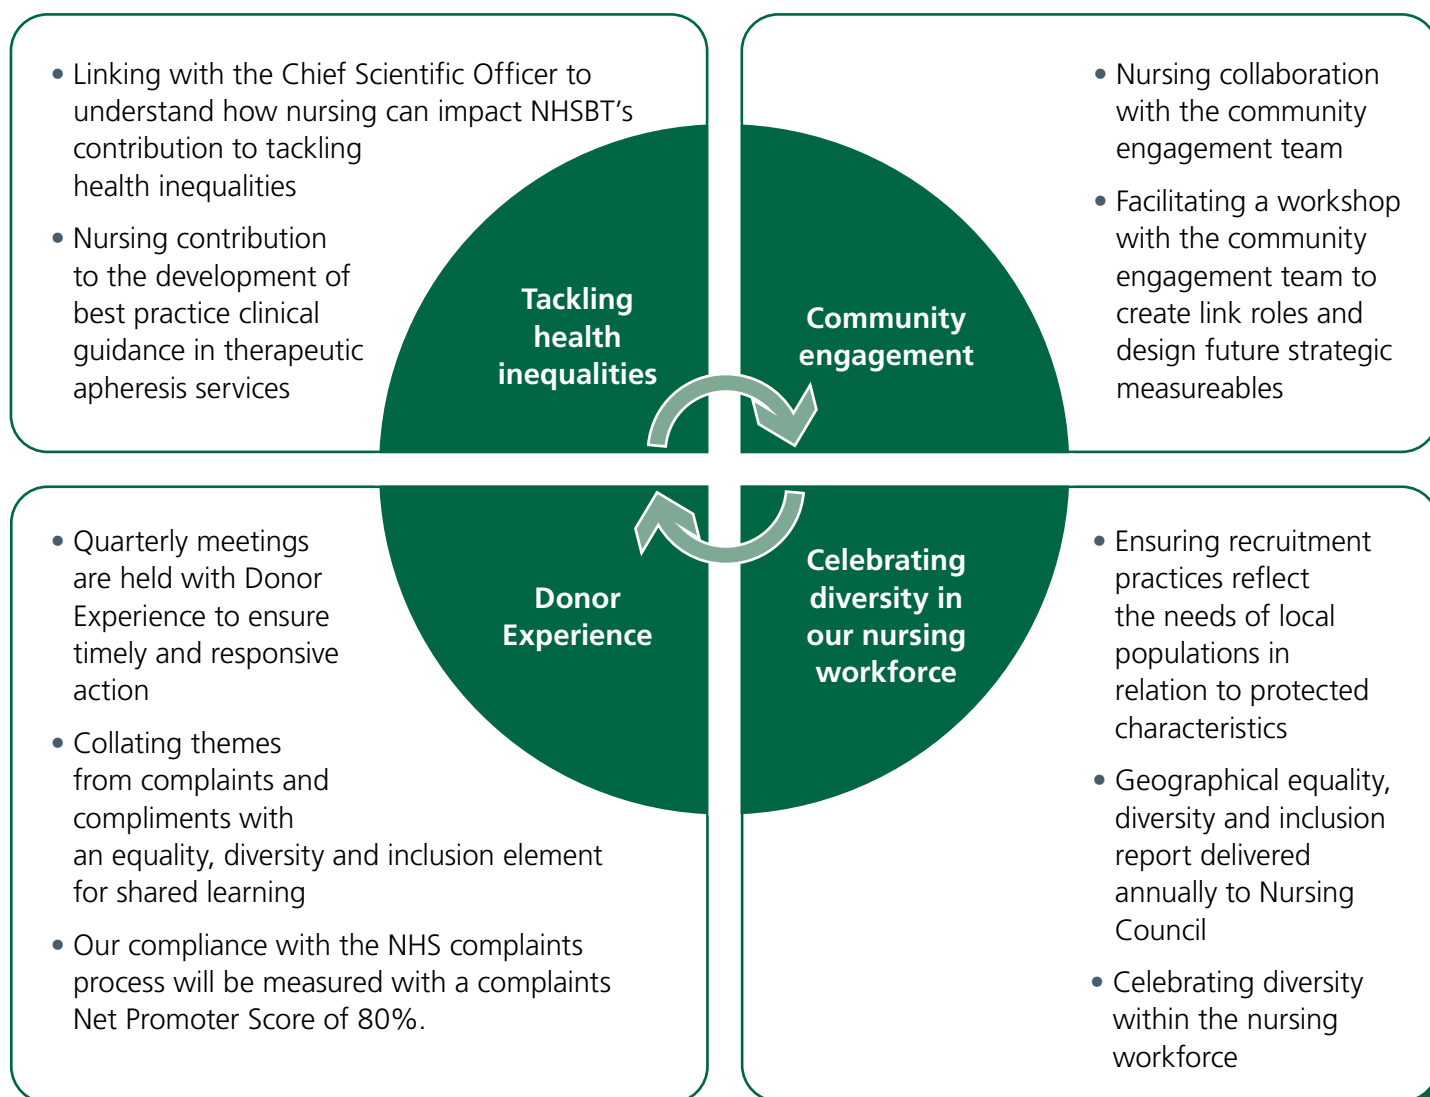 • Linking with the Chief Scientific Officer to
understand how nursing can impact NHSBT’s
contribution to tackling
health inequalities
• Nursing contribution
to the development of
best practice clinical
guidance in therapeutic
apheresis services
Tackling
health
inequalities
Community
engagement
• Nursing collaboration
with the community
engagement team
• Facilitating a workshop
with the community
engagement team to
create link roles and
design future strategic
measureables
• Quarterly meetings
are held with Donor
Experience to ensure
timely and responsive
action
• Collating themes
from complaints and
compliments with
an equality, diversity and inclusion element
for shared learning
• Our compliance with the NHS complaints
process will be measured with a complaints
Net Promoter Score of 80%.
Donor
Experience
Celebrating
diversity in
our nursing
workforce
• Ensuring recruitment
practices reflect
the needs of local
populations in
relation to protected
characteristics
• Geographical equality,
diversity and inclusion
report delivered
annually to Nursing
Council
• Celebrating diversity
within the nursing
workforce